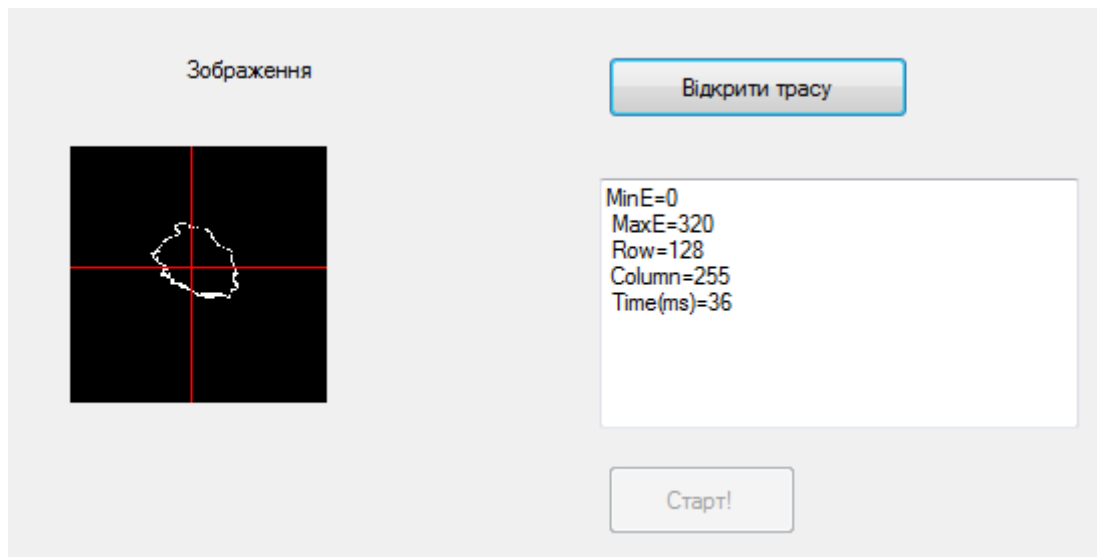 Зображення
Відкрити трасу
MinE=0
MaxE=320
Row=128
Column=255
Time(ms)=36
Старт!